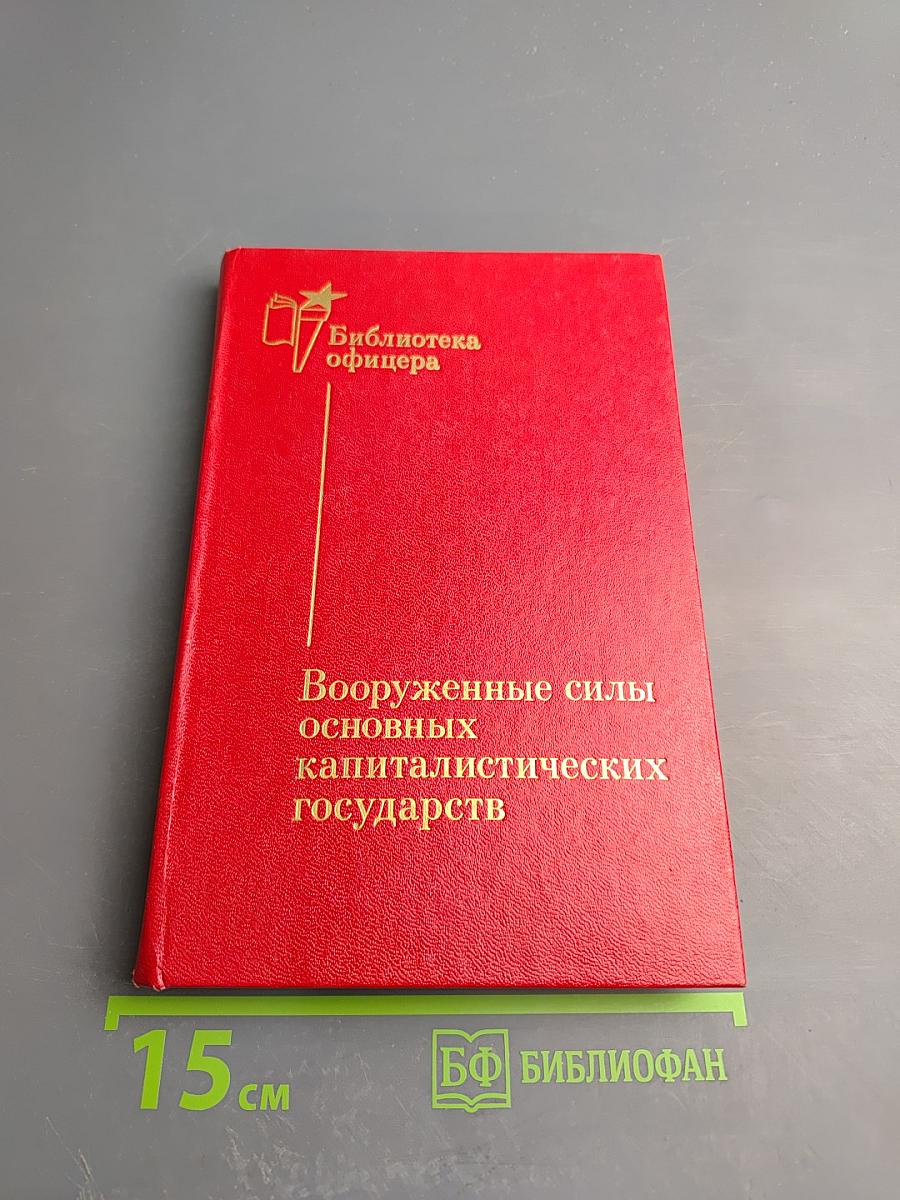 Библиотека
офицера
Вооруженные силы
основных
капиталистических
государств
15 см
БФ БИБЛИОФАН